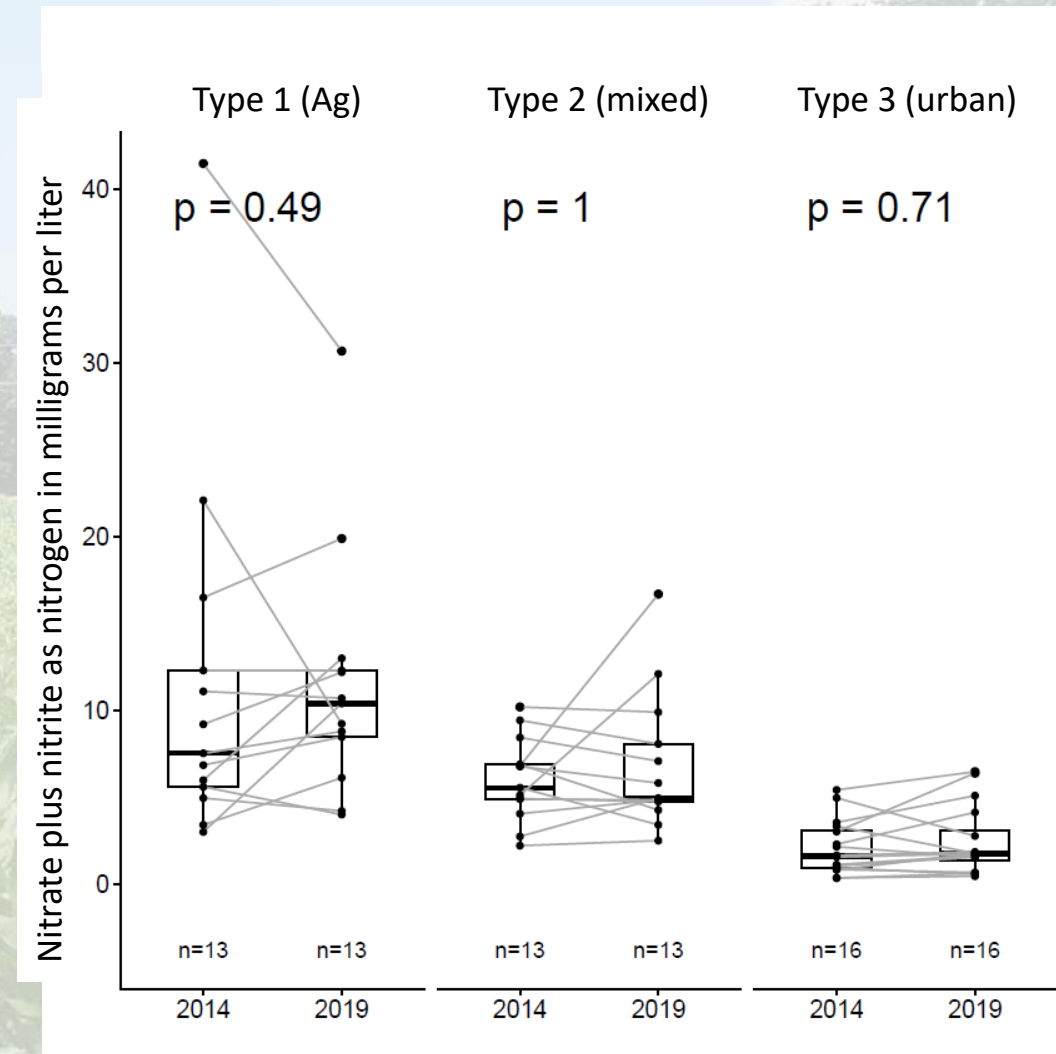 Type 1 (Ag)
Type 2 (mixed)
Type 3 (urban)
Nitrate plus nitrite as nitrogen in milligrams per liter
40
30
20
10
0
p = 0.49
p = 1
p = 0.71
n=13
n=13
n=13
n=13
n=16
n=16
2014
2019
2014
2019
2014
2019